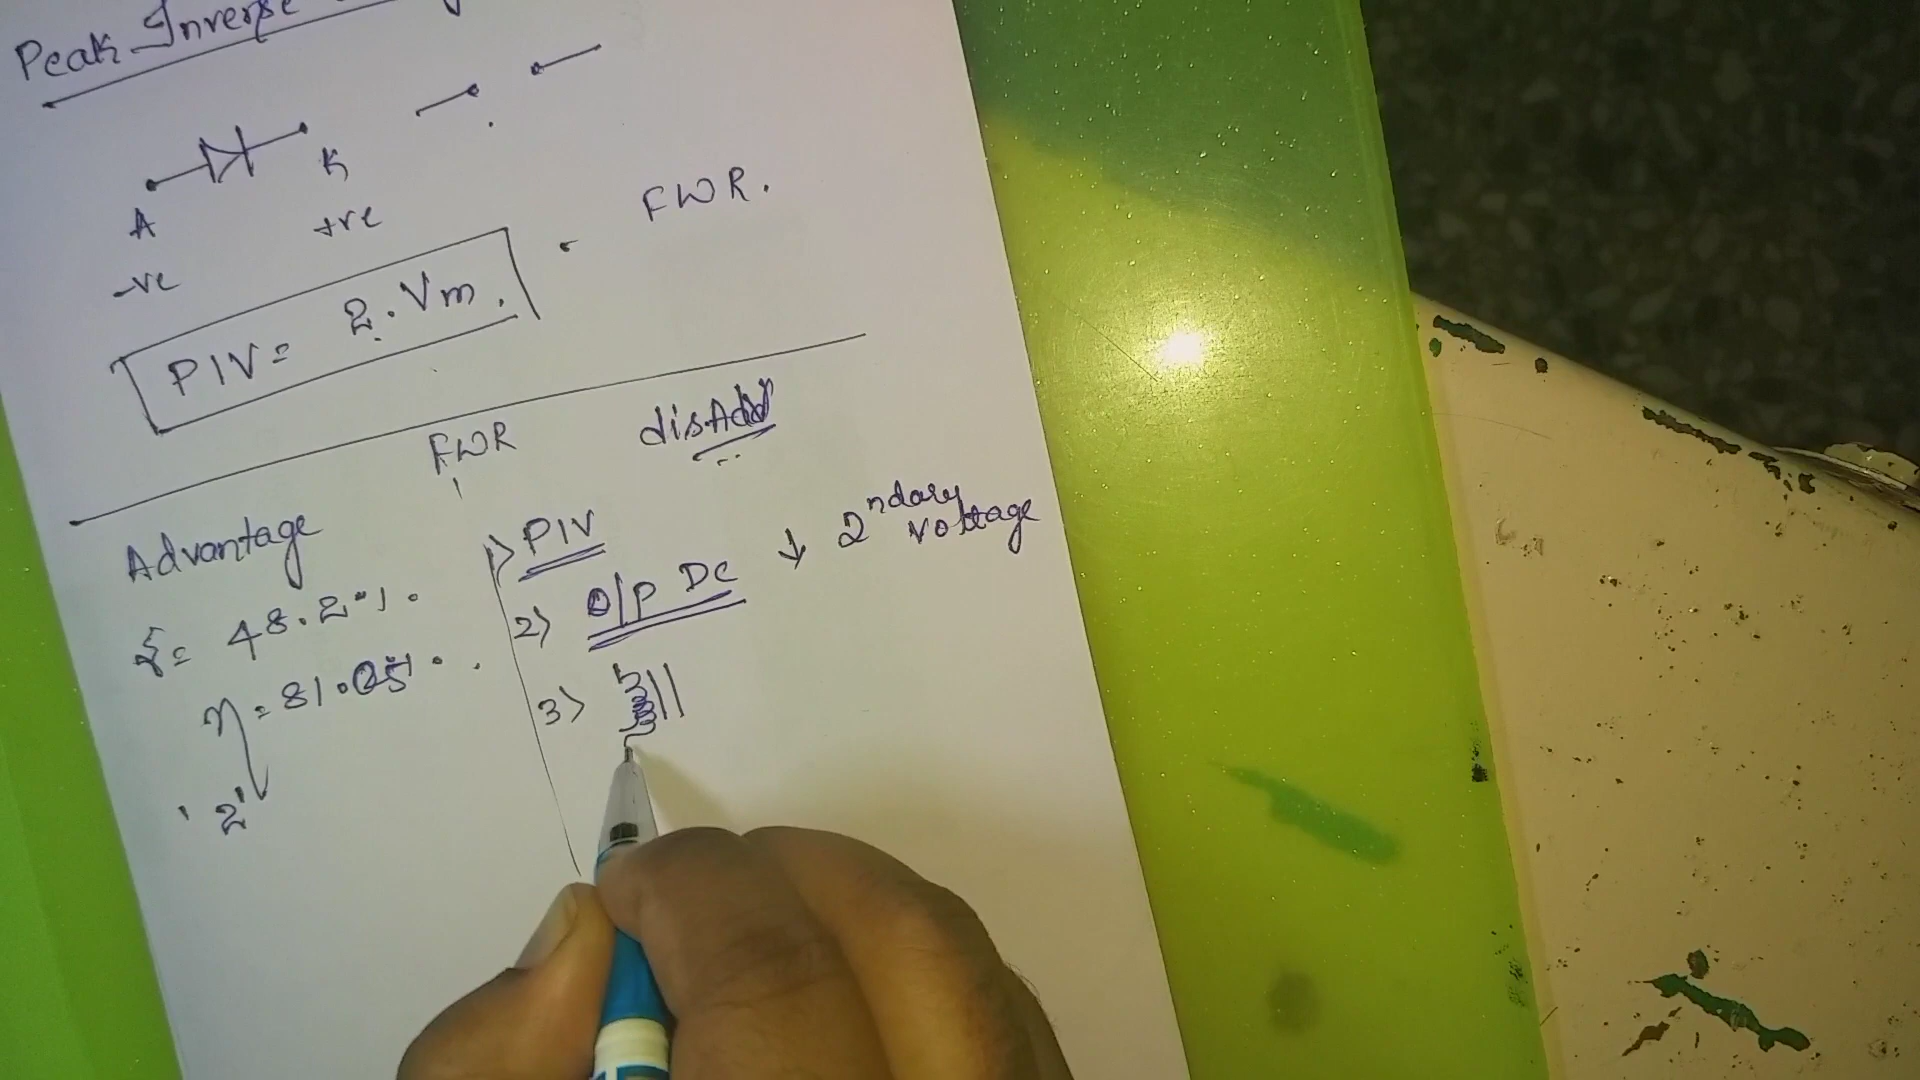 Peak Inverse
A K
-ve +ve
PIV = 2.Vm. FWR.
FWR disAdv
Advantage
= 48.2%.
η = 81.05%.
'2'
1) PIV
2) O/P DC ↓ 2ndary voltage
3)